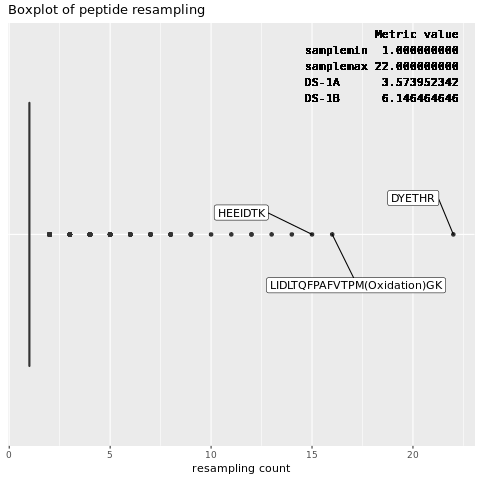 Boxplot of peptide resampling
Metric value
samplemin 1.000000000
samplemax 22.000000000
DS-1A 3.573952342
DS-1B 6.146464646
DYETHR
HEEIDTK
LIDLTQFPAFVTPM(Oxidation)GK
0 5 10 15 20
resampling count